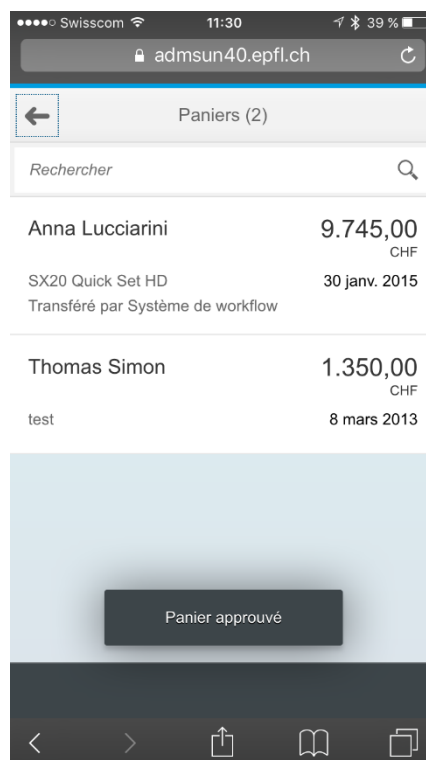 Swisscom 11:30 39 %
admsun40.epfl.ch
Paniers (2)
Rechercher
Anna Lucciarini 9.745,00
CHF
SX20 Quick Set HD 30 janv. 2015
Transféré par Système de workflow
Thomas Simon 1.350,00
CHF
test 8 mars 2013
Panier approuvé